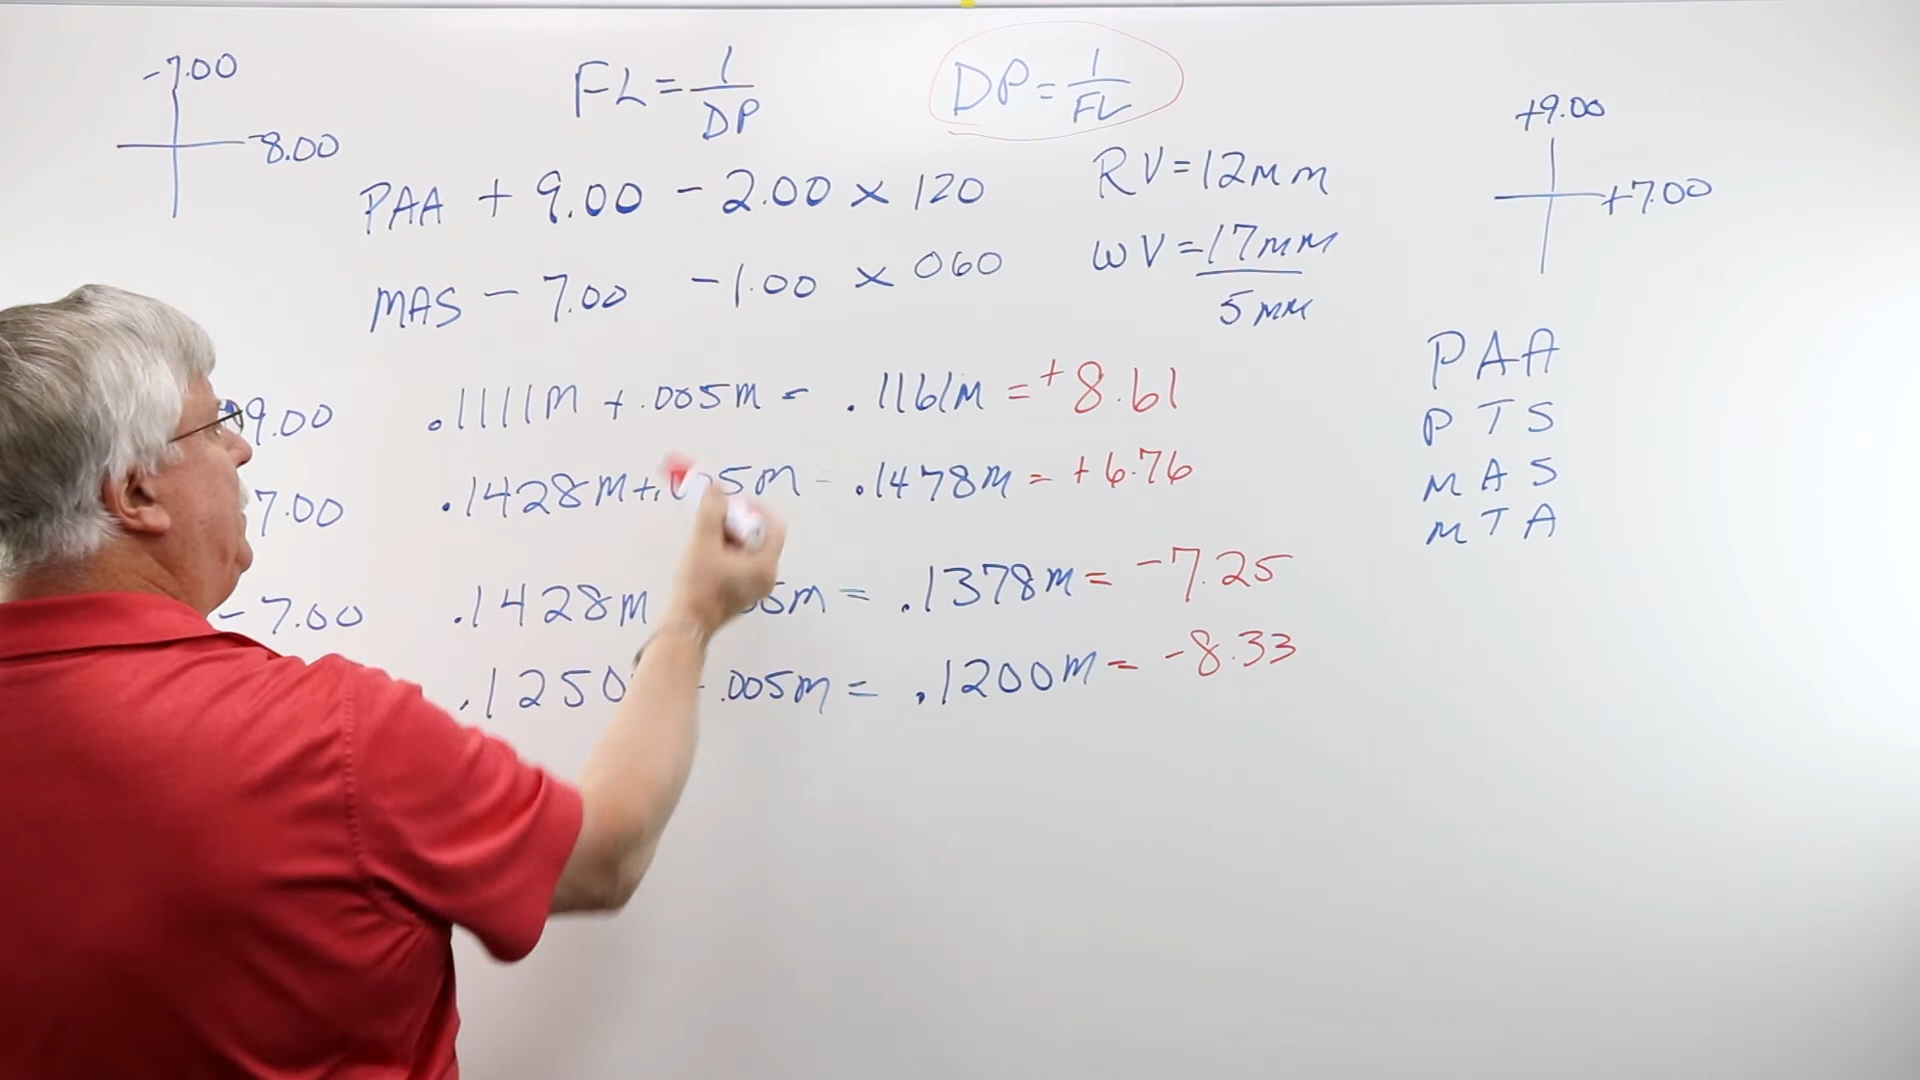 -7.00
-8.00
FL = 1/DP
DP = 1/FL
+9.00
+7.00
PAA + 9.00 - 2.00 x 120
RV = 12mm
MAS - 7.00 -1.00 x 060
WV = 17mm
5mm
9.00 .1111M + .005M = .1161M = +8.61
7.00 .1428M + 5M = .1478M = +6.76
-7.00 .1428M 5M = .1378M = -7.25
.1250 - .005M = .1200M = -8.33
PAA
PTS
MAS
MTA